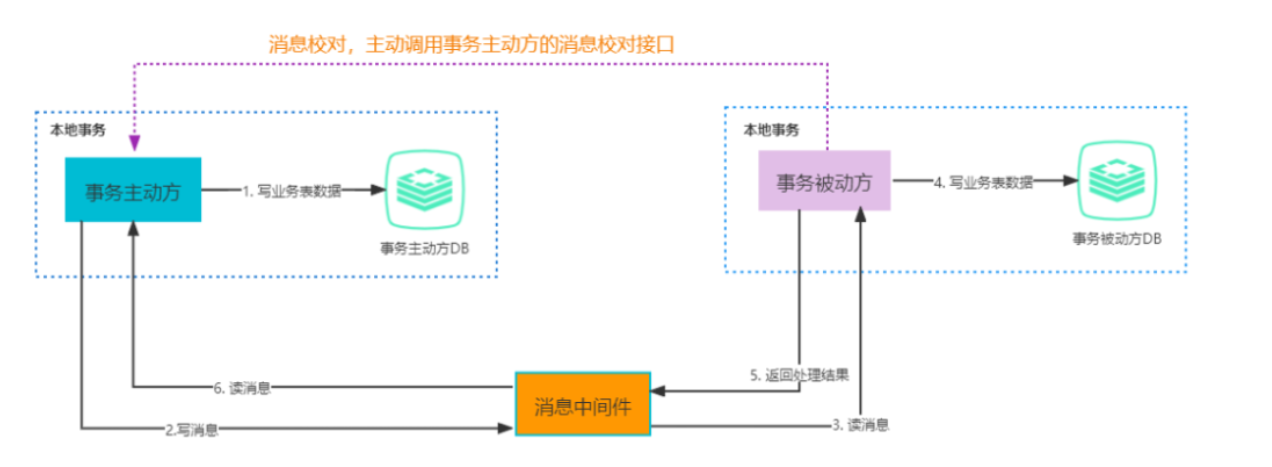 消息校对，主动调用事务主动方的消息校对接口
本地事务
本地事务
事务主动方
1. 写业务表数据
事务主动方DB
事务被动方
4. 写业务表数据
事务被动方DB
5. 返回处理结果
6. 读消息
消息中间件
2.写消息
3. 读消息